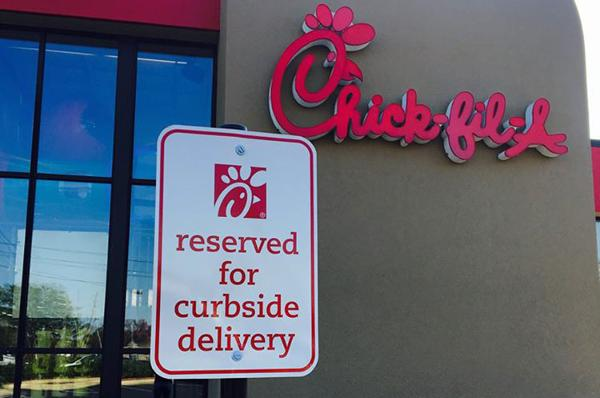 Chick-fil-A
reserved
for
curbside
delivery